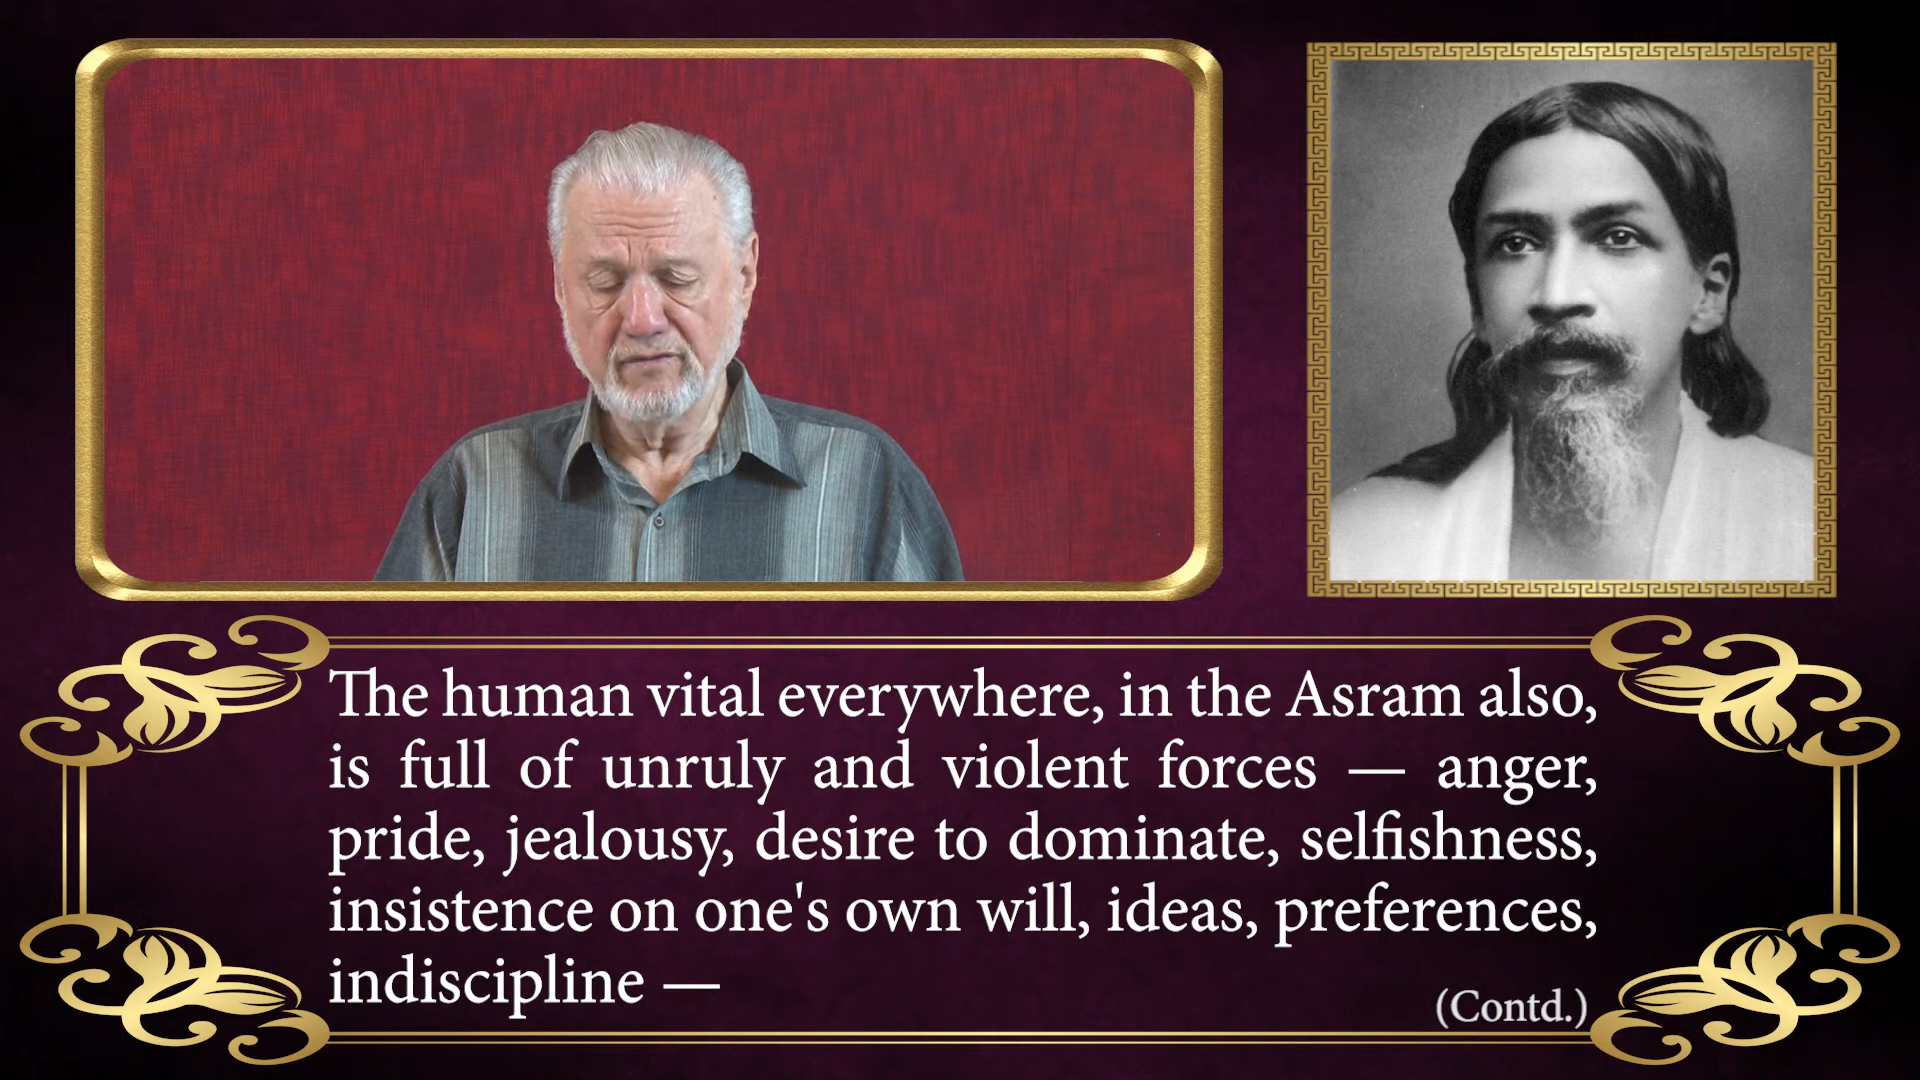 The human vital everywhere, in the Asram also,
is full of unruly and violent forces — anger,
pride, jealousy, desire to dominate, selfishness,
insistence on one's own will, ideas, preferences,
indiscipline —
(Contd.)